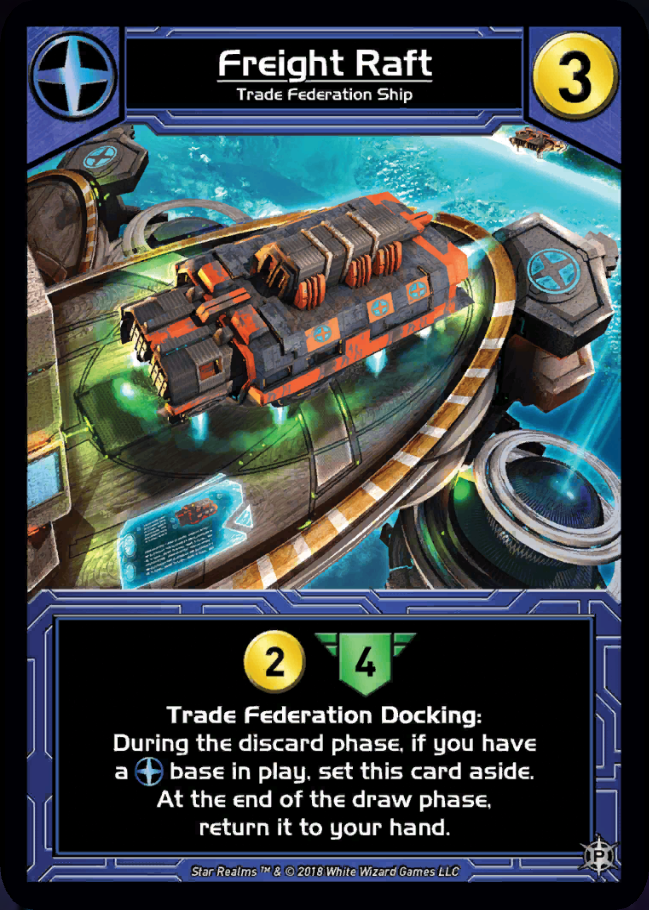 Freight Raft
3
Trade Federation Ship
2 4
Trade Federation Docking:
During the discard phase, if you have
a base in play, set this card aside.
At the end of the draw phase,
return it to your hand.
P
Star Realms ™ & © 2018 White Wizard Games LLC